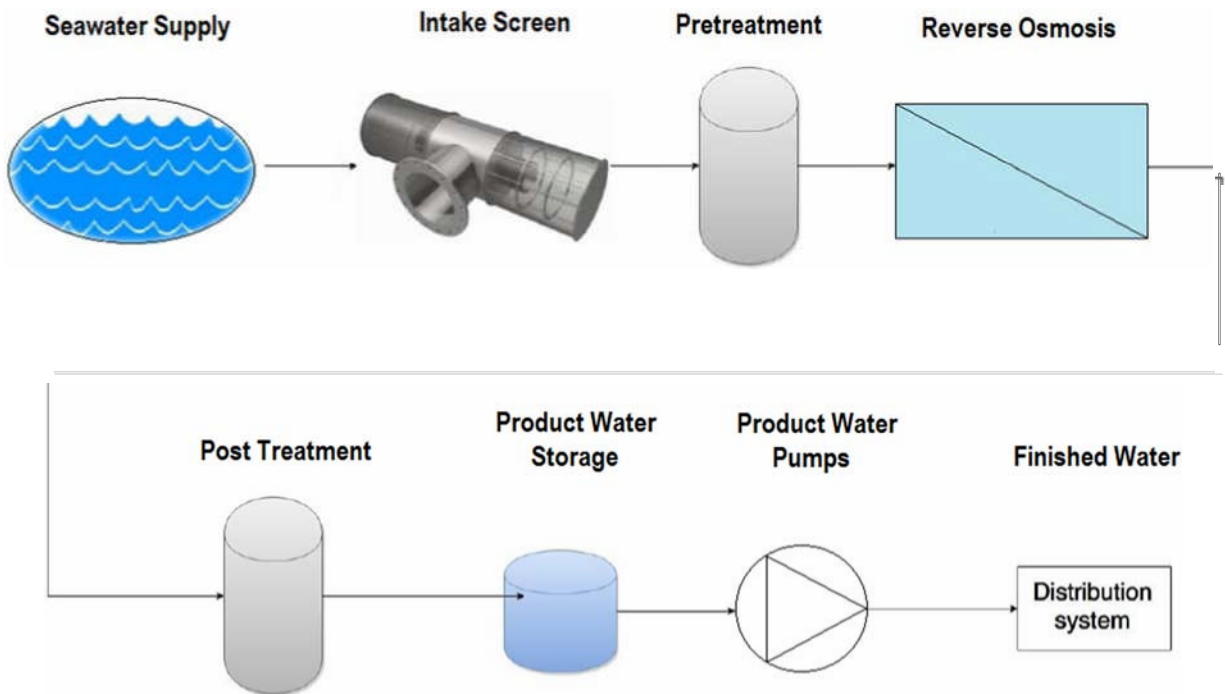 Seawater Supply
Intake Screen
Pretreatment
Reverse Osmosis
Post Treatment
Product Water
Storage
Product Water
Pumps
Finished Water
Distribution
system